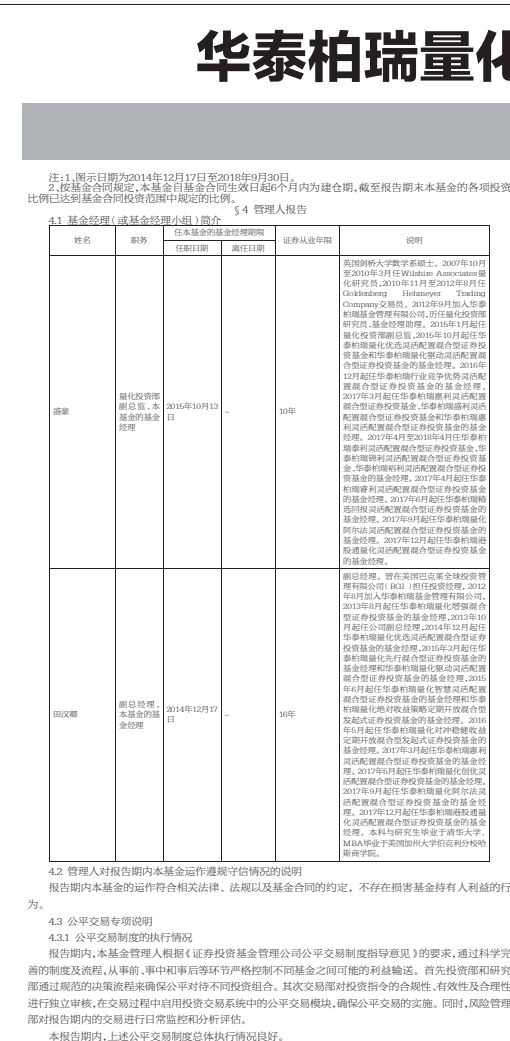 华泰柏瑞量化
注:1、图示日期为2014年12月17日至2018年9月30日。
2、按基金合同规定,本基金自基金合同生效日起6个月内为建仓期,截至报告期末本基金的各项投资
比例已达到基金合同投资范围中规定的比例。
§4 管理人报告
4.1 基金经理(或基金经理小组)简介
姓名 职务 任本基金的基金经理期限 证券从业年限 说明
任职日期 离任日期
盛豪
量化投资部
副总监、本
基金的基金
经理
2015年10月13
日
–
10年
英国剑桥大学数学系硕士。2007年10月
至2010年3月任Wilshire Associates量
化研究员,2010年11月至2012年8月任
Goldenberg Hehmeyer Trading
Company交易员。2012年9月加入华泰
柏瑞基金管理有限公司,历任量化投资部
研究员、基金经理助理。2015年1月起任
量化投资部副总监,2015年10月起任华
泰柏瑞量化优选灵活配置混合型证券投
资基金和华泰柏瑞量化驱动灵活配置混
合型证券投资基金的基金经理。2016年
12月起任华泰柏瑞行业竞争优势灵活配
置混合型证券投资基金的基金经理。
2017年3月起任华泰柏瑞嘉利灵活配置
混合型证券投资基金、华泰柏瑞盛利灵活
配置混合型证券投资基金和华泰柏瑞惠
利灵活配置混合型证券投资基金的基金
经理。2017年4月至2018年4月任华泰柏
瑞泰利灵活配置混合型证券投资基金、华
泰柏瑞锦利灵活配置混合型证券投资基
金、华泰柏瑞裕利灵活配置混合型证券投
资基金的基金经理。2017年4月起任华泰
柏瑞睿利灵活配置混合型证券投资基金
的基金经理。2017年6月起任华泰柏瑞精
选回报灵活配置混合型证券投资基金的
基金经理。2017年9月起任华泰柏瑞量化
阿尔法灵活配置混合型证券投资基金的
基金经理。2017年12月起任华泰柏瑞港
股通量化灵活配置混合型证券投资基金
的基金经理。
田汉卿
副总经理、
本基金的基
金经理
2014年12月17
日
–
16年
副总经理。曾在美国巴克莱全球投资管
理有限公司(BGI)担任投资经理,2012
年8月加入华泰柏瑞基金管理有限公司,
2013年8月起任华泰柏瑞量化增强混合
型证券投资基金的基金经理,2013年10
月起任公司副总经理,2014年12月起任
华泰柏瑞量化优选灵活配置混合型证券
投资基金的基金经理,2015年3月起任华
泰柏瑞量化先行混合型证券投资基金的
基金经理和华泰柏瑞量化驱动灵活配置
混合型证券投资基金的基金经理,2015
年6月起任华泰柏瑞量化智慧灵活配置
混合型证券投资基金的基金经理和华泰
柏瑞量化绝对收益策略定期开放混合型
发起式证券投资基金的基金经理。2016
年5月起任华泰柏瑞量化对冲稳健收益
定期开放混合型发起式证券投资基金的
基金经理。2017年3月起任华泰柏瑞惠利
灵活配置混合型证券投资基金的基金经
理。2017年5月起任华泰柏瑞量化创优灵
活配置混合型证券投资基金的基金经理。
2017年9月起任华泰柏瑞量化阿尔法灵
活配置混合型证券投资基金的基金经
理。2017年12月起任华泰柏瑞港股通量
化灵活配置混合型证券投资基金的基金
经理。本科与研究生毕业于清华大学,
MBA毕业于美国加州大学伯克利分校哈
斯商学院。
4.2 管理人对报告期内本基金运作遵规守信情况的说明
报告期内本基金的运作符合相关法律、法规以及基金合同的约定,不存在损害基金持有人利益的行
为。
4.3 公平交易专项说明
4.3.1 公平交易制度的执行情况
报告期内,本基金管理人根据《证券投资基金管理公司公平交易制度指导意见》的要求,通过科学完
善的制度及流程,从事前、事中和事后等环节严格控制不同基金之间可能的利益输送。首先投资部和研究
部通过规范的决策流程来确保公平对待不同投资组合。其次交易部对投资指令的合规性、有效性及合理性
进行独立审核,在交易过程中启用投资交易系统中的公平交易模块,确保公平交易的实施。同时,风险管理
部对报告期内的交易进行日常监控和分析评估。
本报告期内,上述公平交易制度总体执行情况良好。